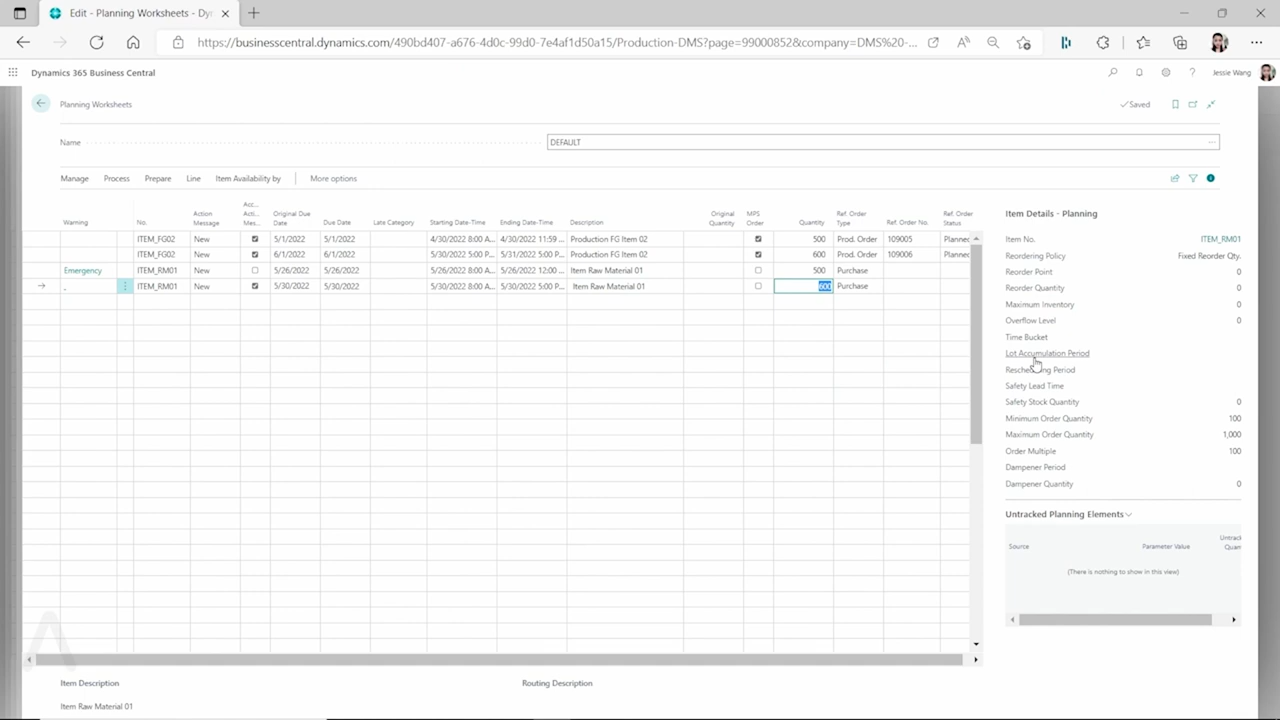 Edit - Planning Worksheets - Dyn
https://businesscentral.dynamics.com/490bd407-a676-4d0c-99d0-7e4af1d50a15/Production-DMS?page=99000852&company=DMS%20-...
Dynamics 365 Business Central
Jessie Wang
Planning Worksheets
Saved
Name
DEFAULT
Manage Process Prepare Line Item Availability by More options
Warning No. Action Message Acc... Acti... Mes... Original Due Date Due Date Late Category Starting Date-Time Ending Date-Time Description Original Quantity MPS Order Quantity Ref. Order Type Ref. Order No. Ref. Order Status
ITEM_FG02 New 5/1/2022 5/1/2022 4/30/2022 8:00 A... 4/30/2022 11:59 ... Production FG Item 02 500 Prod. Order 109005 Planned
ITEM_FG02 New 6/1/2022 6/1/2022 5/30/2022 8:00 A... 5/31/2022 5:00 P... Production FG Item 02 600 Prod. Order 109006 Planned
Emergency ITEM_RM01 New 5/26/2022 5/26/2022 5/26/2022 8:00 A... 5/26/2022 12:00 ... Item Raw Material 01 500 Purchase
ITEM_RM01 New 5/30/2022 5/30/2022 5/30/2022 8:00 A... 5/30/2022 5:00 P... Item Raw Material 01 600 Purchase
Item Details - Planning
Item No. ITEM_RM01
Reordering Policy Fixed Reorder Qty.
Reorder Point 0
Reorder Quantity 0
Maximum Inventory 0
Overflow Level 0
Time Bucket
Lot Accumulation Period
Rescheduling Period
Safety Lead Time
Safety Stock Quantity 0
Minimum Order Quantity 100
Maximum Order Quantity 1,000
Order Multiple 100
Dampener Period
Dampener Quantity 0
Untracked Planning Elements
Source Parameter Value Untrack Quan
(There is nothing to show in this view)
Item Description Routing Description
Item Raw Material 01